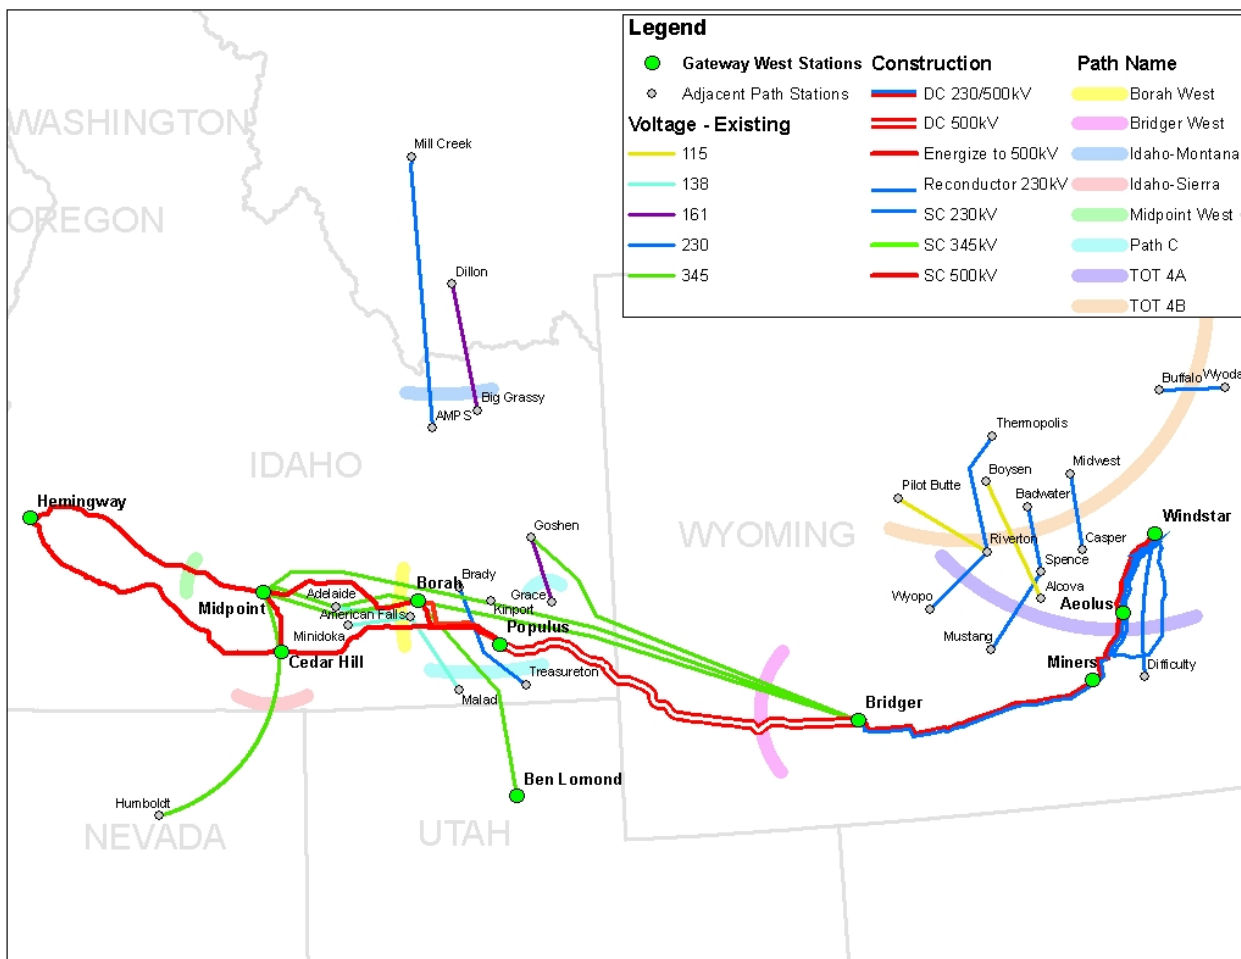 Legend
Gateway West Stations
Adjacent Path Stations
Voltage - Existing
115
138
161
230
345
Construction
DC 230/500kV
DC 500kV
Energize to 500kV
Reconductor 230kV
SC 230kV
SC 345kV
SC 500kV
Path Name
Borah West
Bridger West
Idaho-Montana
Idaho-Sierra
Midpoint West
Path C
TOT 4A
TOT 4B
WASHINGTON
OREGON
Mill Creek
Dillon
Big Grassy
AMPS
IDAHO
WYOMING
Buffalo
Wyoda
Thermopolis
Boysen
Midwest
Pilot Butte
Badwater
Hemingway
Windstar
Goshen
Riverton
Casper
Spence
Brady
Borah
Alcova
Adelaide
Midpoint
Grace
Kinport
American Falls
Wyopo
Aeolus
Minidoka
Populus
Mustang
Cedar Hill
Miners
Difficulty
Treasureton
Malad
Bridger
Ben Lomond
Humboldt
NEVADA
UTAH